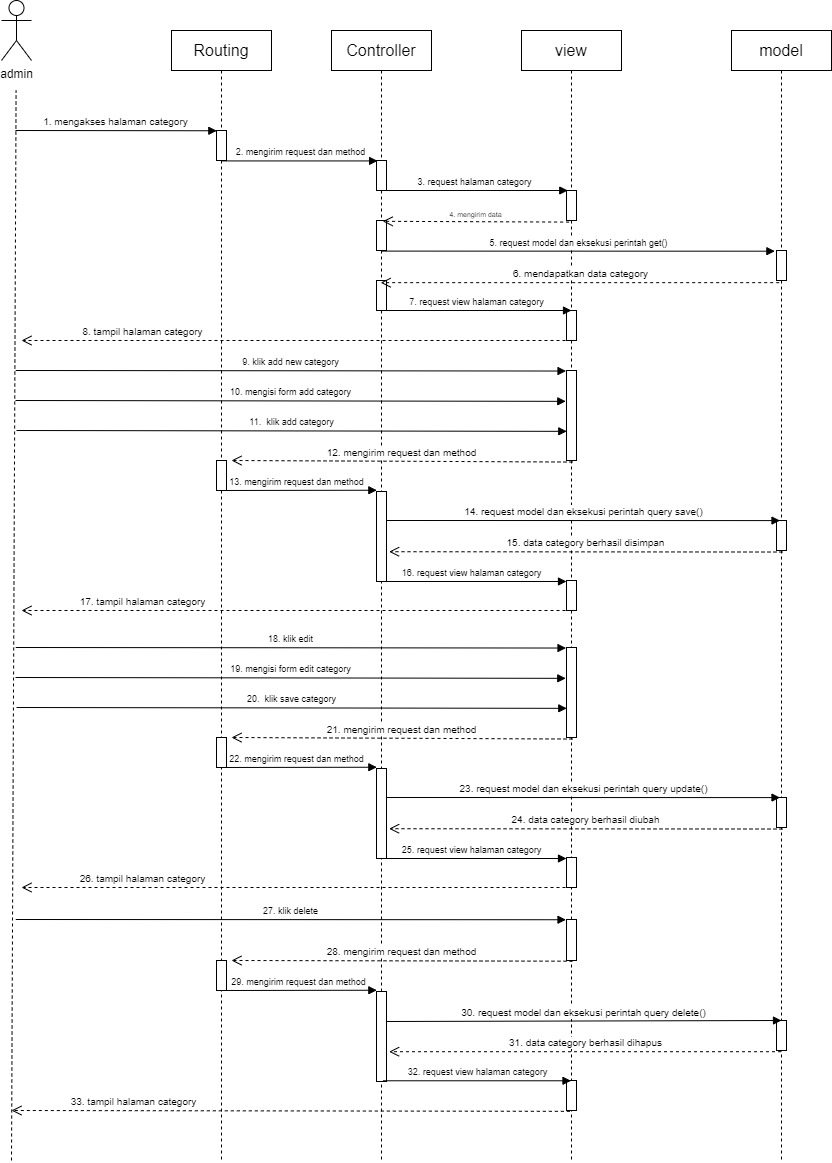 admin
Routing
Controller
view
model
1. mengakses halaman category
2. mengirim request dan method
3. request halaman category
4. mengirim data
5. request model dan eksekusi perintah get()
6. mendapatkan data category
7. request view halaman category
8. tampil halaman category
9. klik add new category
10. mengisi form add category
11. klik add category
12. mengirim request dan method
13. mengirim request dan method
14. request model dan eksekusi perintah query save()
15. data category berhasil disimpan
16. request view halaman category
17. tampil halaman category
18. klik edit
19. mengisi form edit category
20. klik save category
21. mengirim request dan method
22. mengirim request dan method
23. request model dan eksekusi perintah query update()
24. data category berhasil diubah
25. request view halaman category
26. tampil halaman category
27. klik delete
28. mengirim request dan method
29. mengirim request dan method
30. request model dan eksekusi perintah query delete()
31. data category berhasil dihapus
32. request view halaman category
33. tampil halaman category